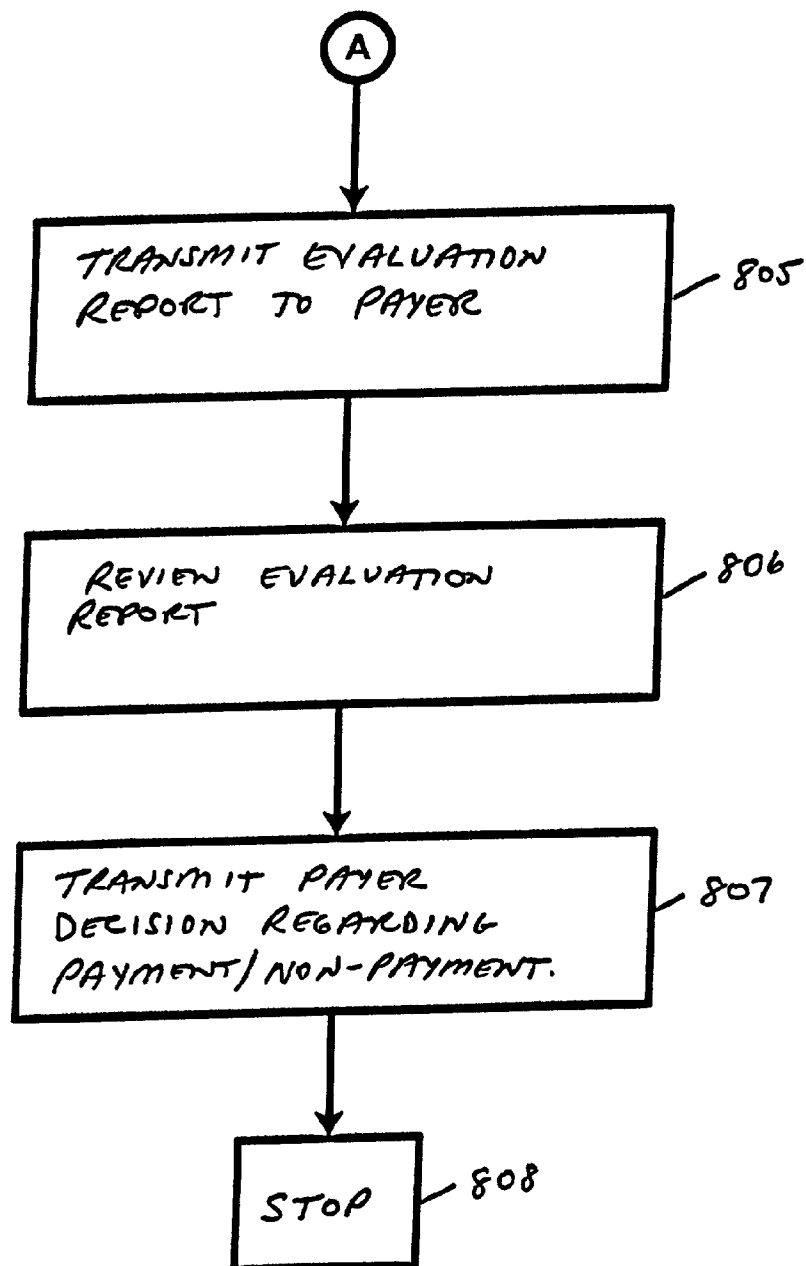 A
TRANSMIT EVALUATION
REPORT TO PAYER
805
REVIEW EVALUATION
REPORT
806
TRANSMIT PAYER
DECISION REGARDING
PAYMENT/NON-PAYMENT.
807
STOP
808